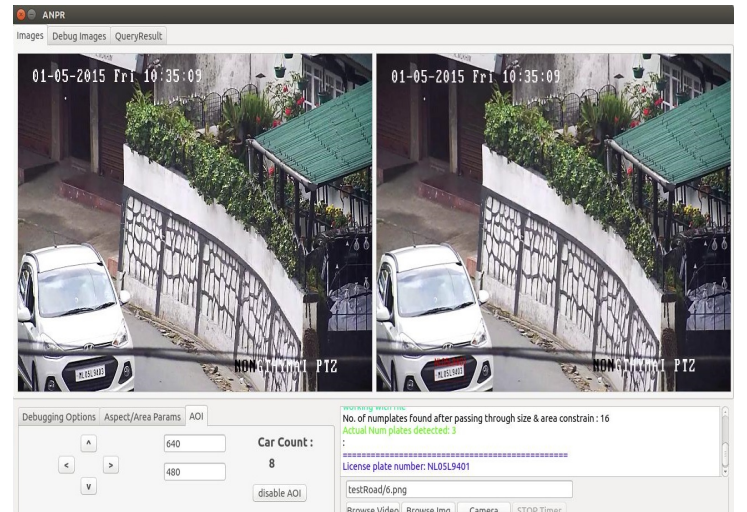 ANPR
Images Debug Images QueryResult
01-05-2015 Fri 10:35:09
01-05-2015 Fri 10:35:09
PTZ
PTZ
Debugging Options Aspect/Area Params AOI
^
640
Car Count :
< >
480
8
v
disable AOI
No. of numplates found after passing through size & area constrain : 16
Actual Num plates detected: 3
:
================================================
License plate number: NL05L9401
testRoad/6.png
Browse Video Browse Img Camera STOP Timer